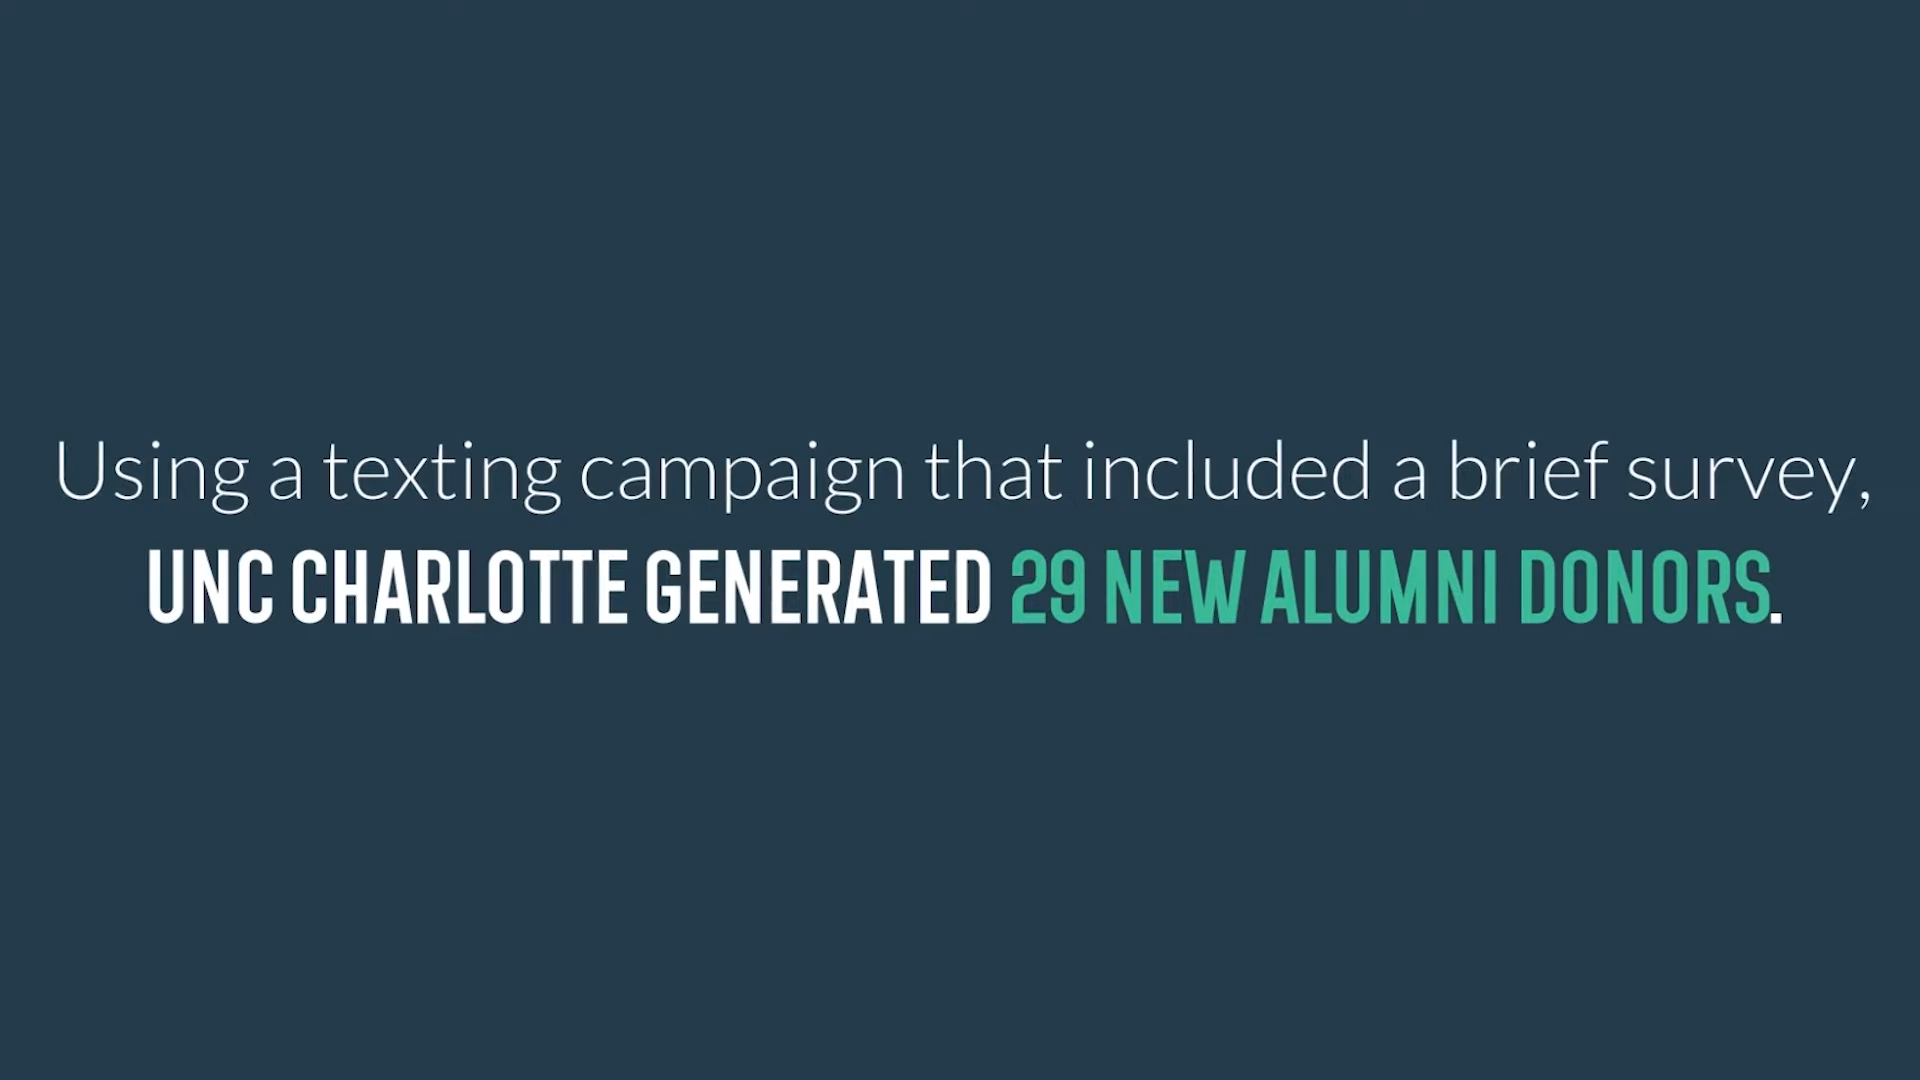 Using a texting campaign that included a brief survey,
UNC CHARLOTTE GENERATED 29 NEW ALUMNI DONORS.